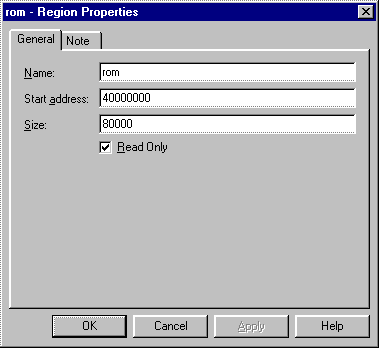 rom - Region Properties
General Note
Name: rom
Start address: 40000000
Size: 80000
Read Only
OK Cancel Apply Help